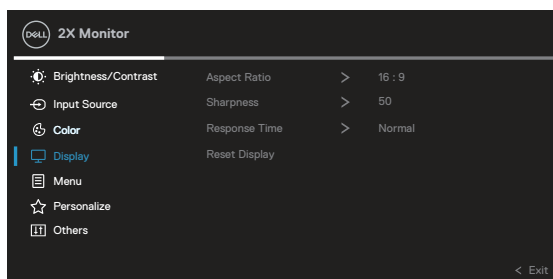 DELL 2X Monitor
Brightness/Contrast Aspect Ratio > 16 : 9
Input Source Sharpness > 50
Color Response Time > Normal
Display Reset Display
Menu
Personalize
Others
< Exit